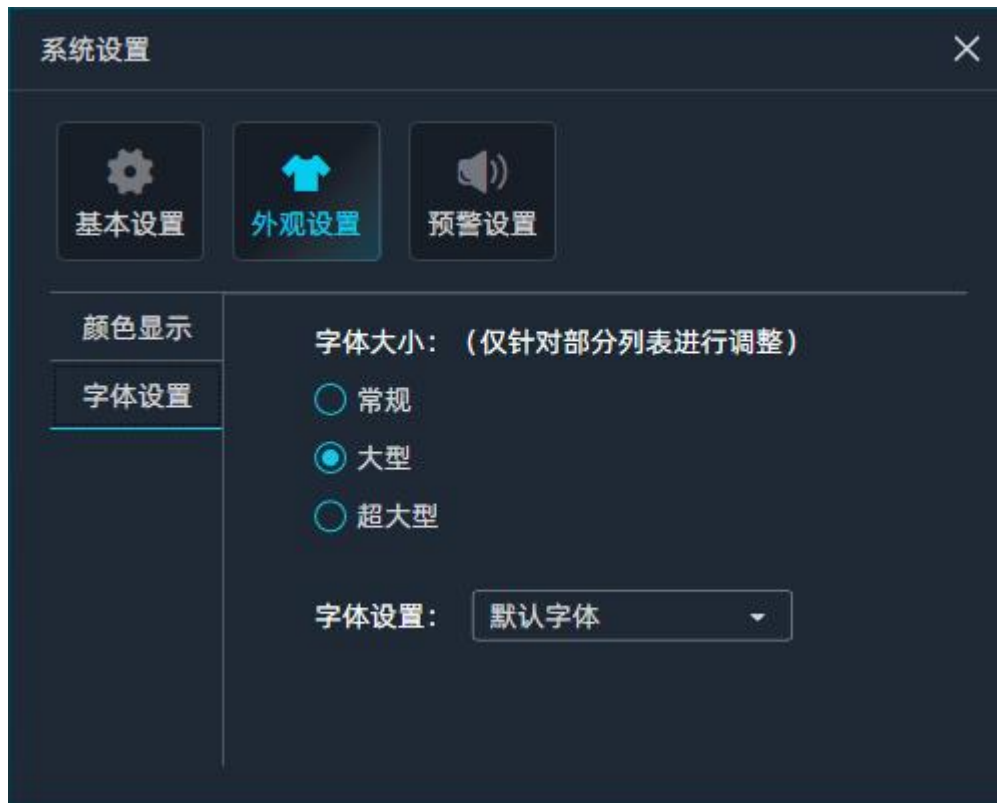 系统设置
基本设置 外观设置 预警设置
颜色显示
字体设置
字体大小：（仅针对部分列表进行调整）
常规
大型
超大型
字体设置： 默认字体